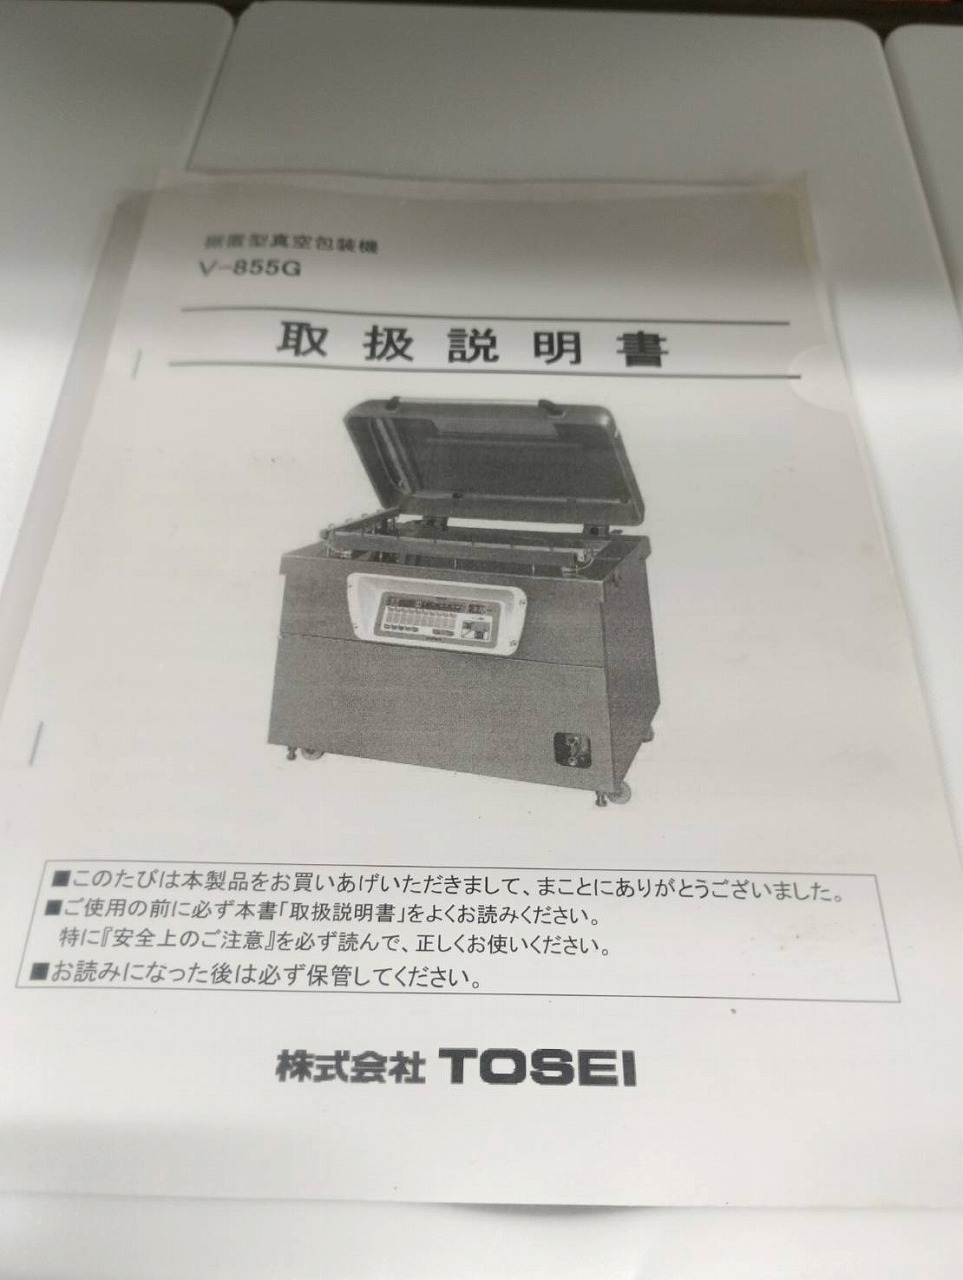 据置型真空包装機
V-855G
取扱説明書
■このたびは本製品をお買いあげいただきまして、まことにありがとうございました。
■ご使用の前に必ず本書「取扱説明書」をよくお読みください。
特に『安全上のご注意』を必ず読んで、正しくお使いください。
■お読みになった後は必ず保管してください。
株式会社 TOSEI